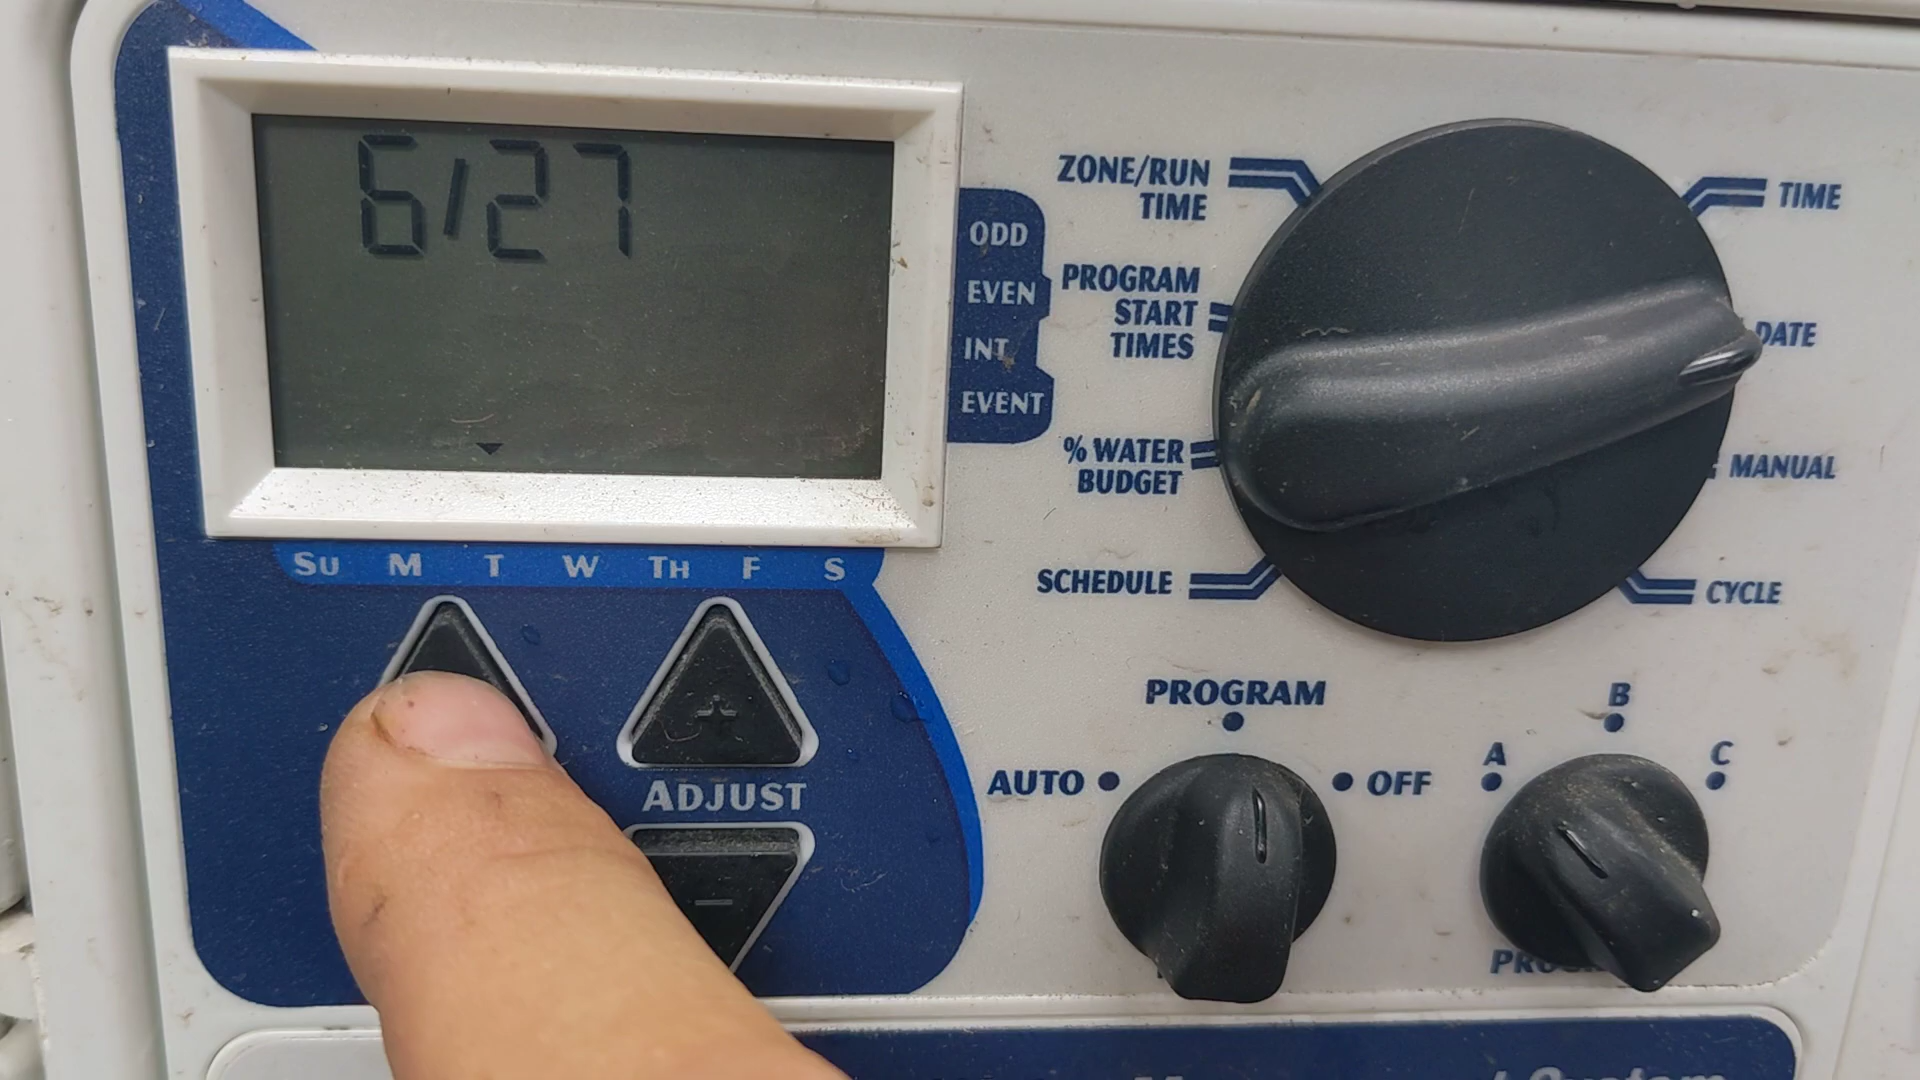 6/27
ODD
EVEN
INT
EVENT
SU M T W TH F S
+
ADJUST
-
ZONE/RUN
TIME
PROGRAM
START
TIMES
% WATER
BUDGET
SCHEDULE
TIME
DATE
MANUAL
CYCLE
PROGRAM
AUTO
OFF
A
B
C
System